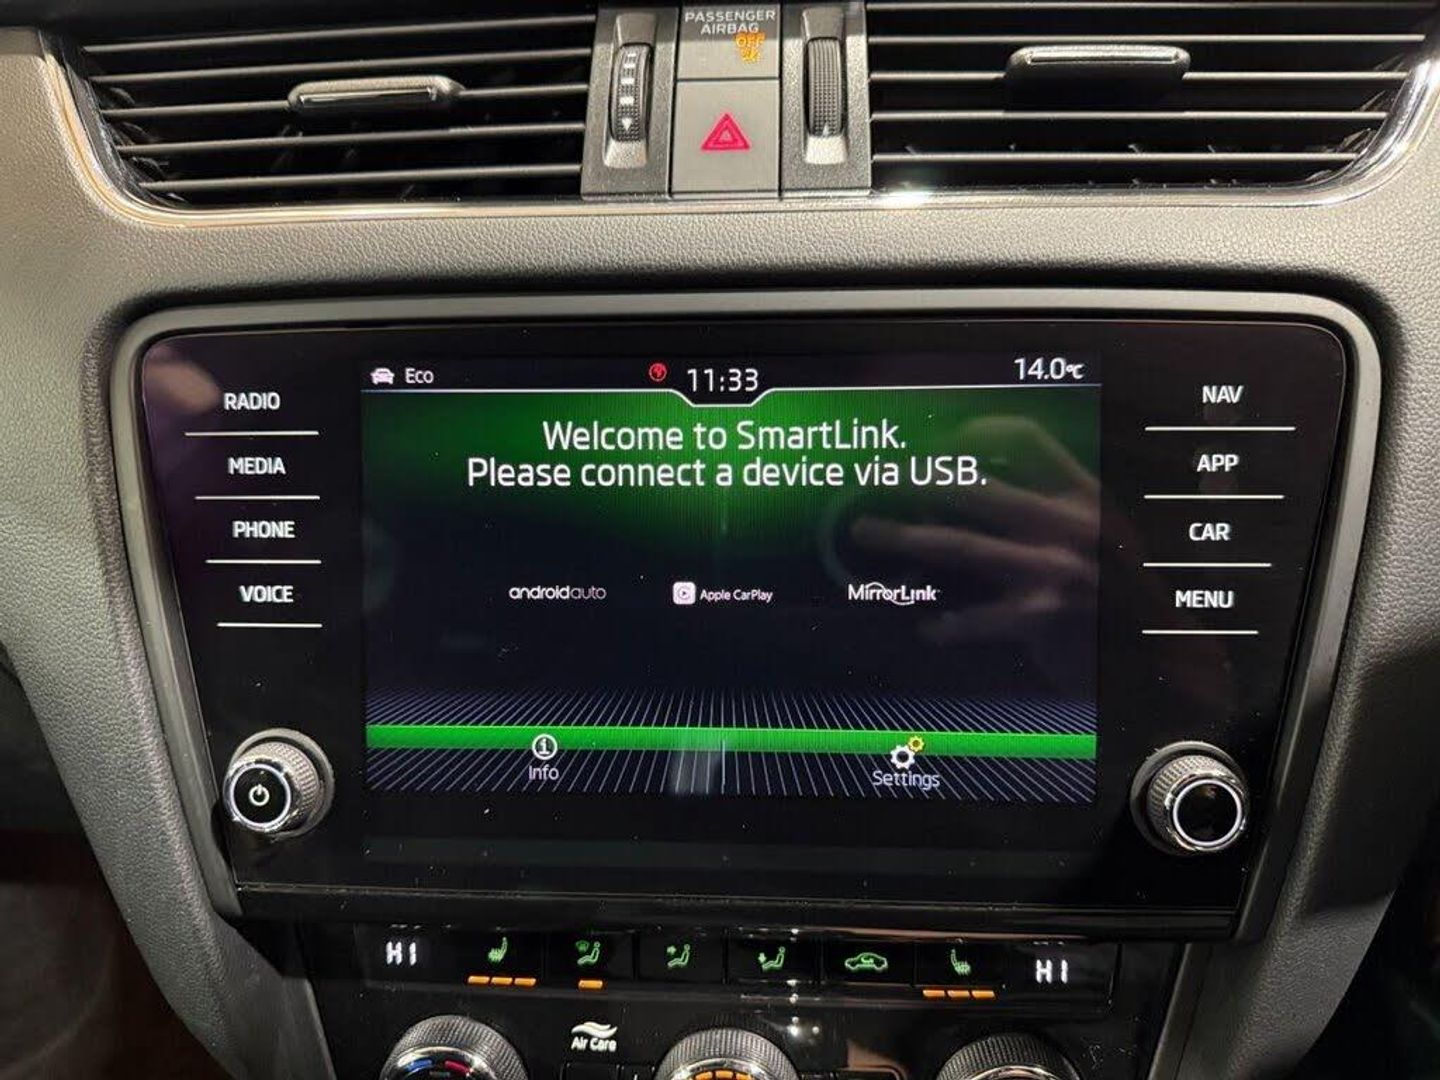 PASSENGER
AIRBAG
OFF
Eco
11:33
14.0°C
RADIO
MEDIA
PHONE
VOICE
Welcome to SmartLink.
Please connect a device via USB.
androidauto
Apple CarPlay
MirrorLink
Info
Settings
NAV
APP
CAR
MENU
HI
HI
Air Care